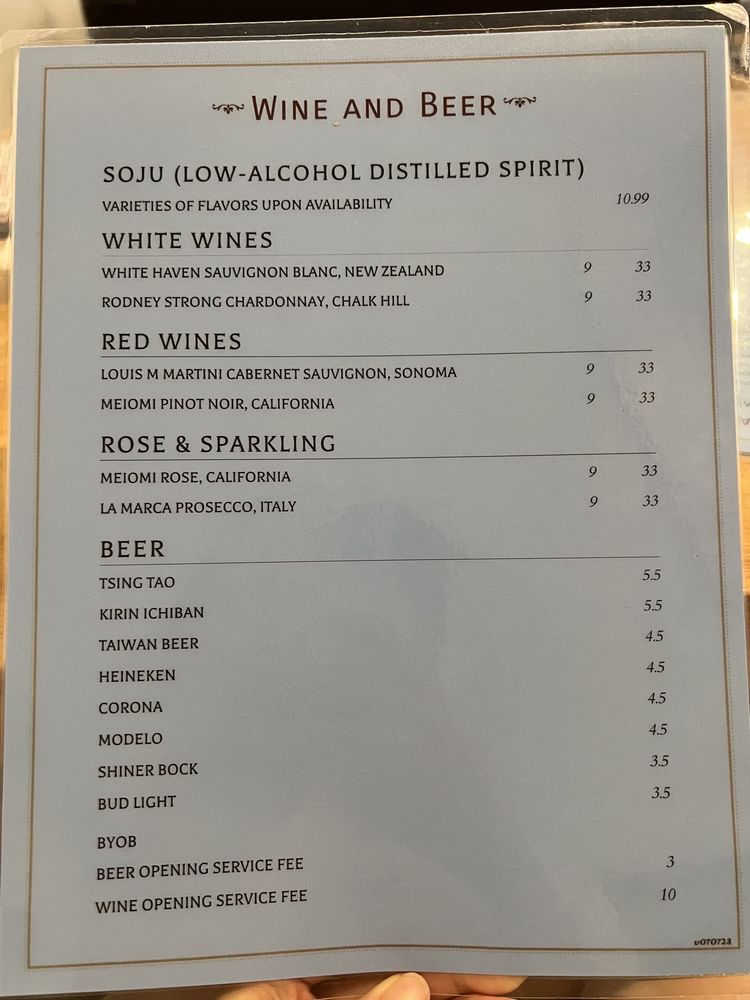 WINE AND BEER
SOJU (LOW-ALCOHOL DISTILLED SPIRIT)
VARIETIES OF FLAVORS UPON AVAILABILITY 10.99
WHITE WINES
WHITE HAVEN SAUVIGNON BLANC, NEW ZEALAND 9 33
RODNEY STRONG CHARDONNAY, CHALK HILL 9 33
RED WINES
LOUIS M MARTINI CABERNET SAUVIGNON, SONOMA 9 33
MEIOMI PINOT NOIR, CALIFORNIA 9 33
ROSE & SPARKLING
MEIOMI ROSE, CALIFORNIA 9 33
LA MARCA PROSECCO, ITALY 9 33
BEER
TSING TAO 5.5
KIRIN ICHIBAN 5.5
TAIWAN BEER 4.5
HEINEKEN 4.5
CORONA 4.5
MODELO 4.5
SHINER BOCK 3.5
BUD LIGHT 3.5
BYOB
BEER OPENING SERVICE FEE 3
WINE OPENING SERVICE FEE 10
v070723